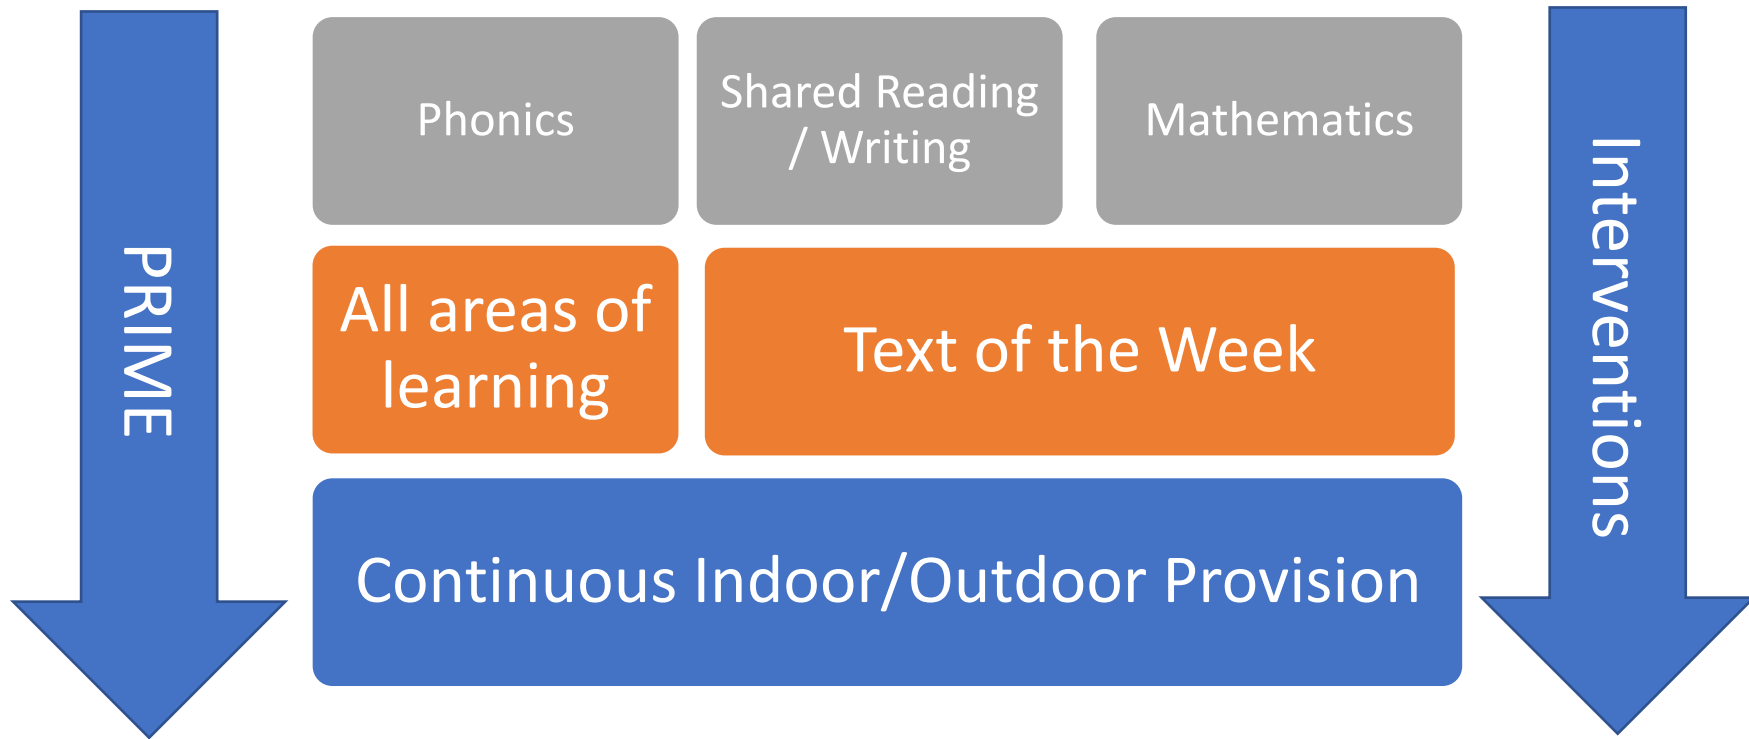 PRIME
Phonics
Shared Reading
/ Writing
Mathematics
All areas of
learning
Text of the Week
Continuous Indoor/Outdoor Provision
Interventions